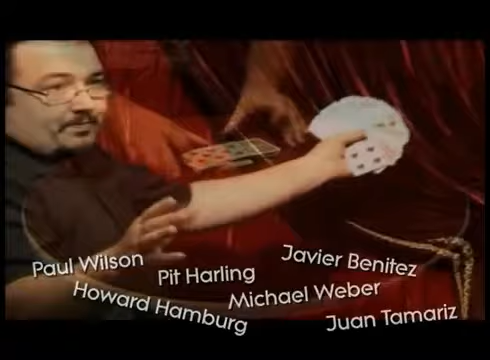 Paul Wilson
Pit Harling
Javier Benitez
Howard Hamburg
Michael Weber
Juan Tamariz